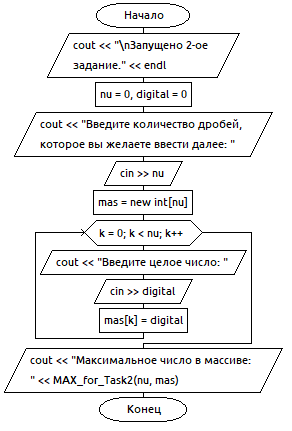 Начало
cout << "\nЗапущено 2-ое
задание." << endl
nu = 0, digital = 0
cout << "Введите количество дробей,
которое вы желаете ввести далее: "
cin >> nu
mas = new int[nu]
k = 0; k < nu; k++
cout << "Введите целое число: "
cin >> digital
mas[k] = digital
cout << "Максимальное число в массиве:
" << MAX_for_Task2(nu, mas)
Конец